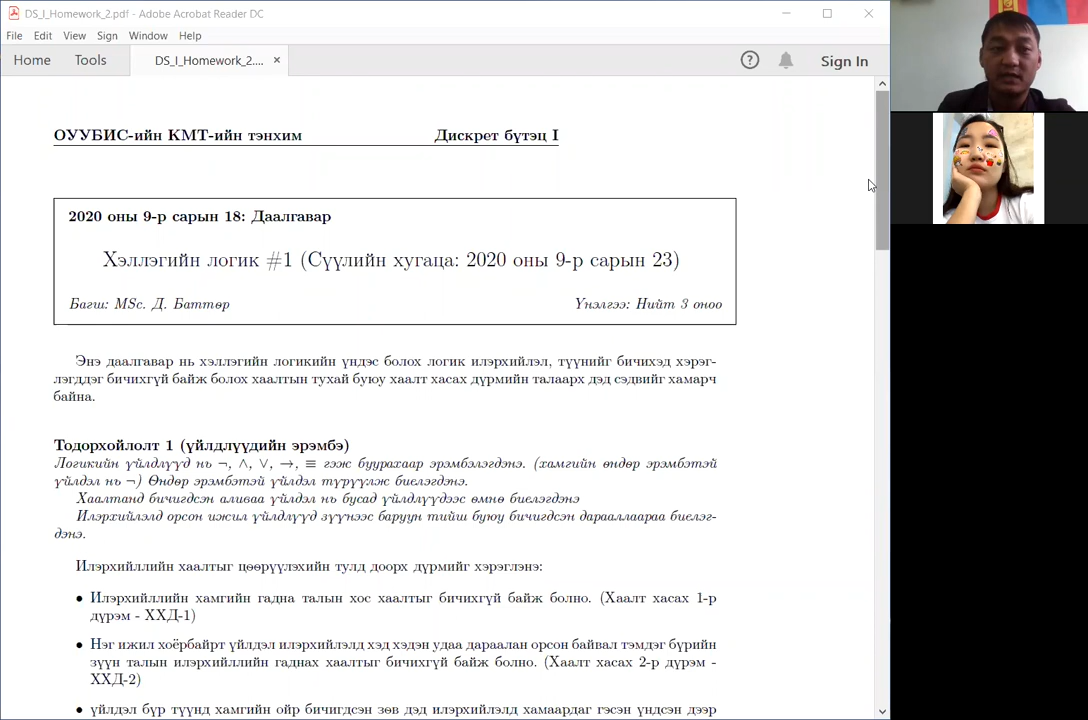 DS_I_Homework_2.pdf - Adobe Acrobat Reader DC
File Edit View Sign Window Help
Home Tools DS_I_Homework_2.... × Sign In
ОУУБИС-ийн КМТ-ийн тэнхим Дискрет бүтэц I
2020 оны 9-р сарын 18: Даалгавар
Хэллэгийн логик #1 (Сүүлийн хугаца: 2020 оны 9-р сарын 23)
Багш: MSc. Д. Баттөр Үнэлгээ: Нийт 3 оноо
Энэ даалгавар нь хэллэгийн логикийн үндэс болох логик илэрхийлэл, түүнийг бичихэд хэрэг-
лэгддэг бичихгүй байж болох хаалтын тухай буюу хаалт хасах дүрмийн талаарх дэд сэдвийг хамарч
байна.
Тодорхойлолт 1 (үйлдлүүдийн эрэмбэ)
Логикийн үйлдлүүд нь ¬, ∧, ∨, →, ≡ гэж буурахаар эрэмбэлэгдэнэ. (хамгийн өндөр эрэмбэтэй
үйлдэл нь ¬) Өндөр эрэмбэтэй үйлдэл түрүүлж биелэгдэнэ.
Хаалтанд бичигдсэн аливаа үйлдэл нь бусад үйлдлүүдээс өмнө биелэгдэнэ
Илэрхийлэлд орсон ижил үйлдлүүд зүүнээс баруун тийш буюу бичигдсэн дарааллаараа биелэг-
дэнэ.
Илэрхийллийн хаалтыг цөөрүүлэхийн тулд доорх дүрмийг хэрэглэнэ:
• Илэрхийллийн хамгийн гадна талын хос хаалтыг бичихгүй байж болно. (Хаалт хасах 1-р
дүрэм - ХХД-1)
• Нэг ижил хоёрбайрт үйлдэл илэрхийлэлд хэд хэдэн удаа дараалан орсон байвал тэмдэг бүрийн
зүүн талын илэрхийллийн гаднах хаалтыг бичихгүй байж болно. (Хаалт хасах 2-р дүрэм -
ХХД-2)
• үйлдэл бүр түүнд хамгийн ойр бичигдсэн зөв дэд илэрхийлэлд хамаардаг гэсэн үндсэн дээр